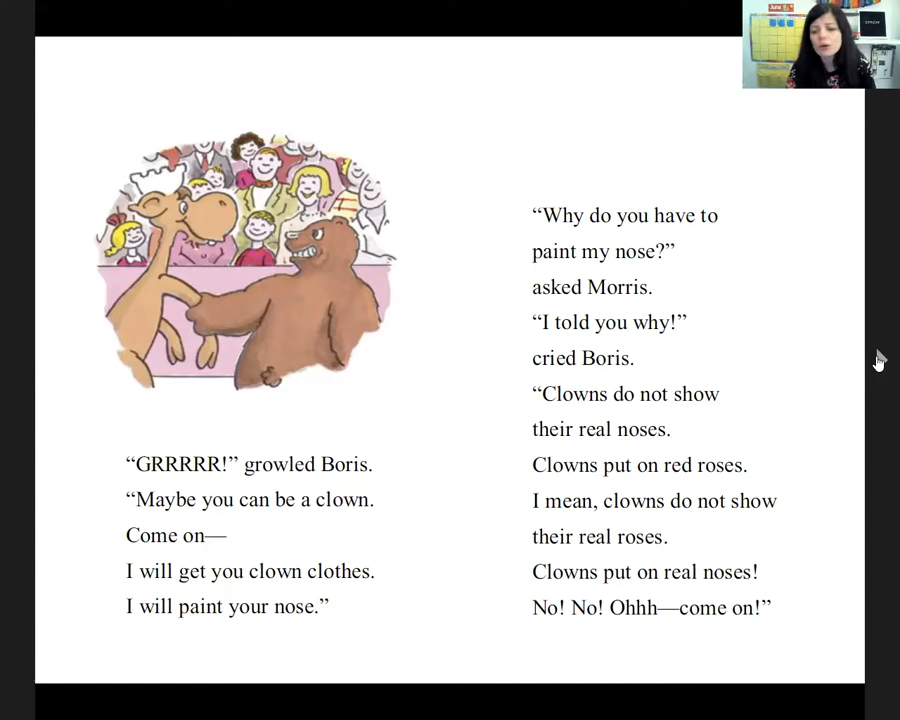 June
"GRRRRR!" growled Boris.
"Maybe you can be a clown.
Come on—
I will get you clown clothes.
I will paint your nose."
"Why do you have to
paint my nose?"
asked Morris.
"I told you why!"
cried Boris.
"Clowns do not show
their real noses.
Clowns put on red roses.
I mean, clowns do not show
their real roses.
Clowns put on real noses!
No! No! Ohhh—come on!"